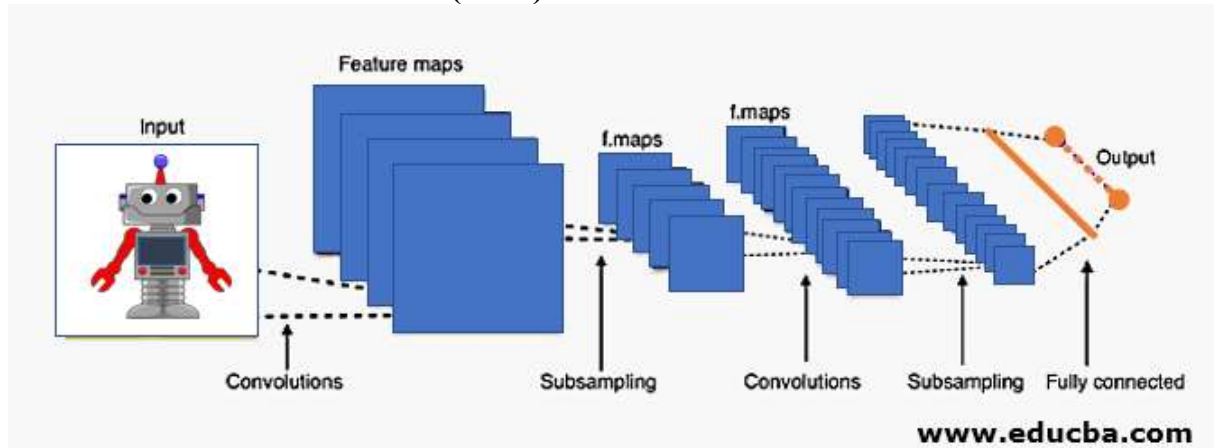 Feature maps
Input
f.maps
f.maps
Output
Convolutions
Subsampling
Convolutions
Subsampling
Fully connected
www.educba.com